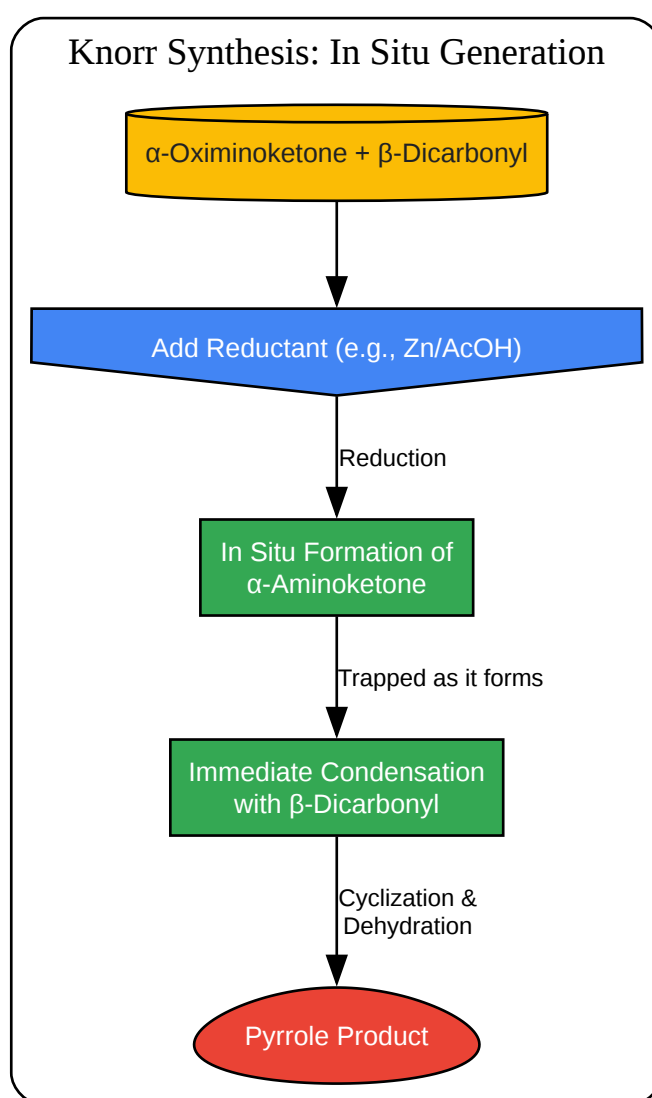 Knorr Synthesis: In Situ Generation
α-Oximinoketone + β-Dicarbonyl
Add Reductant (e.g., Zn/AcOH)
Reduction
In Situ Formation of
α-Aminoketone
Trapped as it forms
Immediate Condensation
with β-Dicarbonyl
Cyclization &
Dehydration
Pyrrole Product